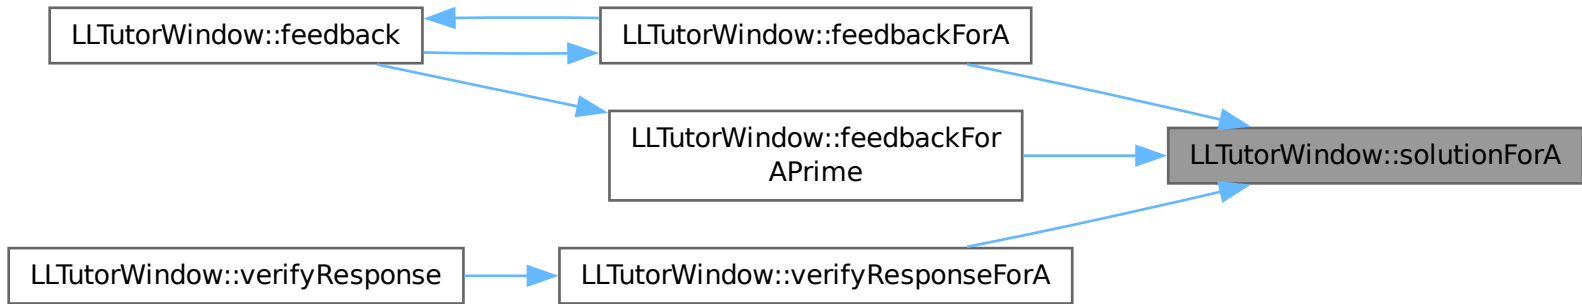 LLTutorWindow::feedback
LLTutorWindow::feedbackForA
LLTutorWindow::feedbackFor
APrime
LLTutorWindow::solutionForA
LLTutorWindow::verifyResponse
LLTutorWindow::verifyResponseForA